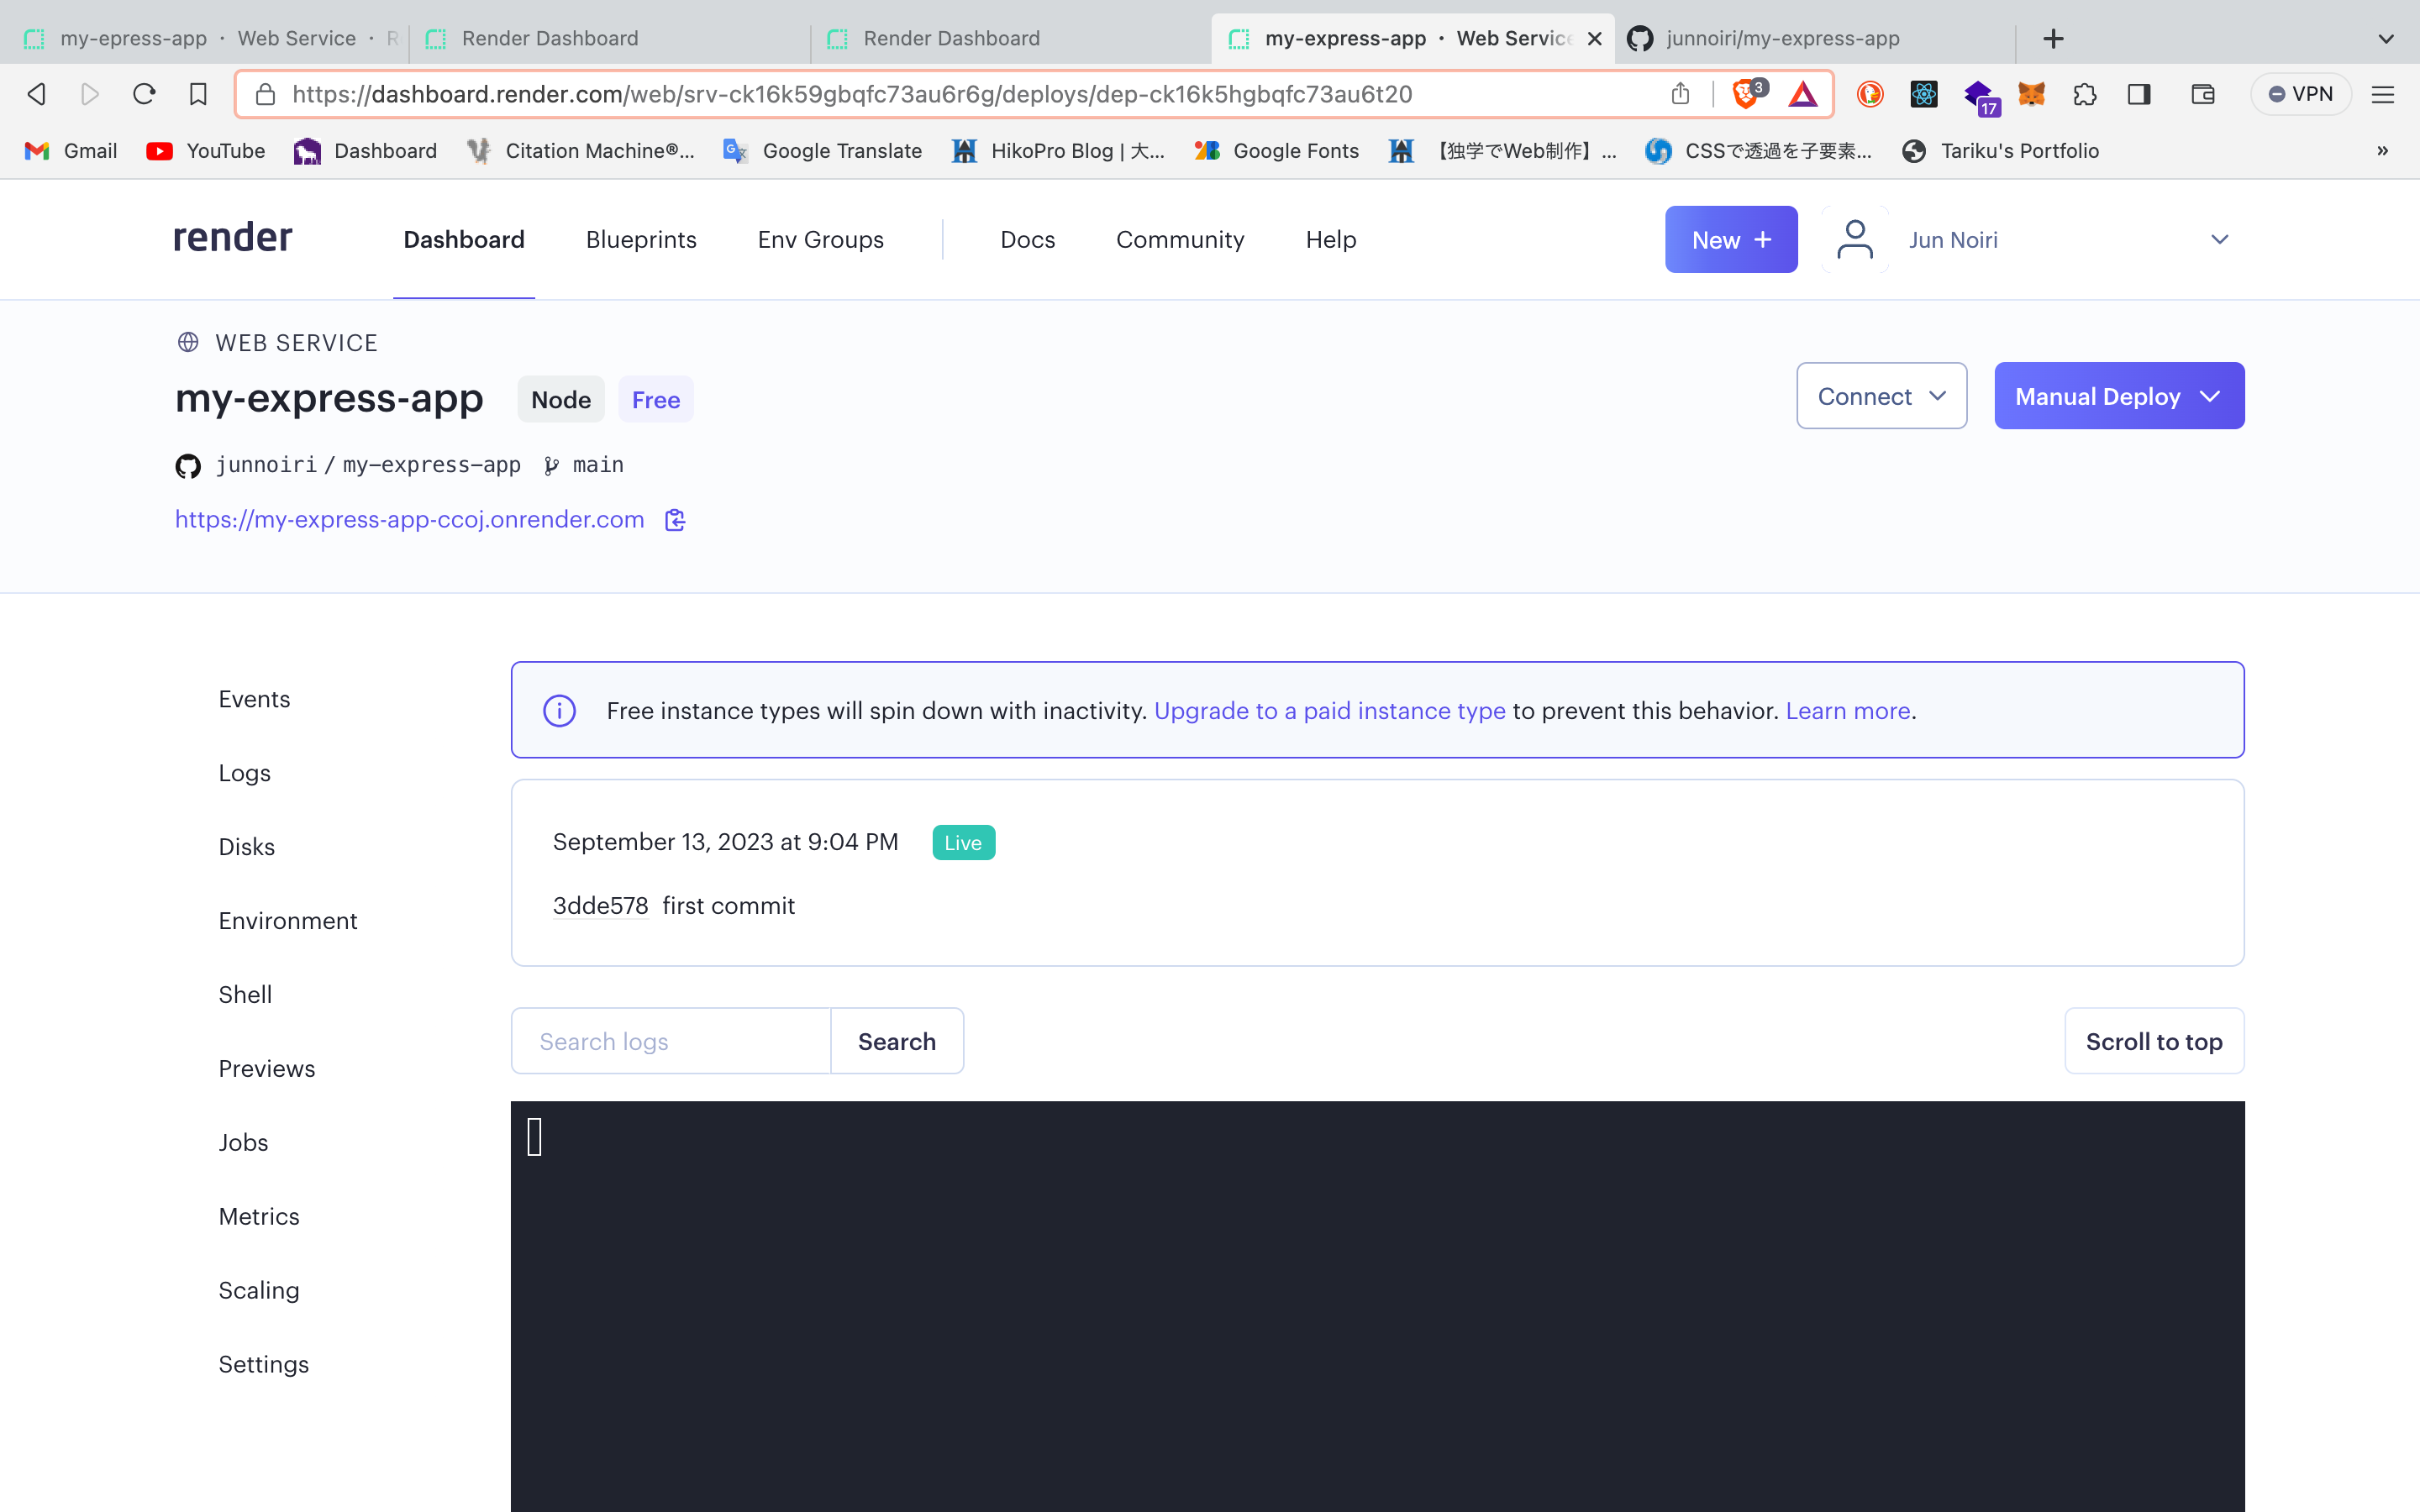 my-epress-app · Web Service · R
Render Dashboard
Render Dashboard
my-express-app · Web Service
junnoiri/my-express-app
https://dashboard.render.com/web/srv-ck16k59gbqfc73au6r6g/deploys/dep-ck16k5hgbqfc73au6t20
3
17
VPN
Gmail
YouTube
Dashboard
Citation Machine®...
Google Translate
HikoPro Blog | 大...
Google Fonts
【独学でWeb制作】...
CSSで透過を子要素...
Tariku's Portfolio
»
render
Dashboard
Blueprints
Env Groups
Docs
Community
Help
New +
Jun Noiri
WEB SERVICE
my-express-app
Node
Free
Connect
Manual Deploy
junnoiri / my-express-app
main
https://my-express-app-ccoj.onrender.com
Events
Logs
Disks
Environment
Shell
Previews
Jobs
Metrics
Scaling
Settings
Free instance types will spin down with inactivity. Upgrade to a paid instance type to prevent this behavior. Learn more.
September 13, 2023 at 9:04 PM
Live
3dde578 first commit
Search logs
Search
Scroll to top